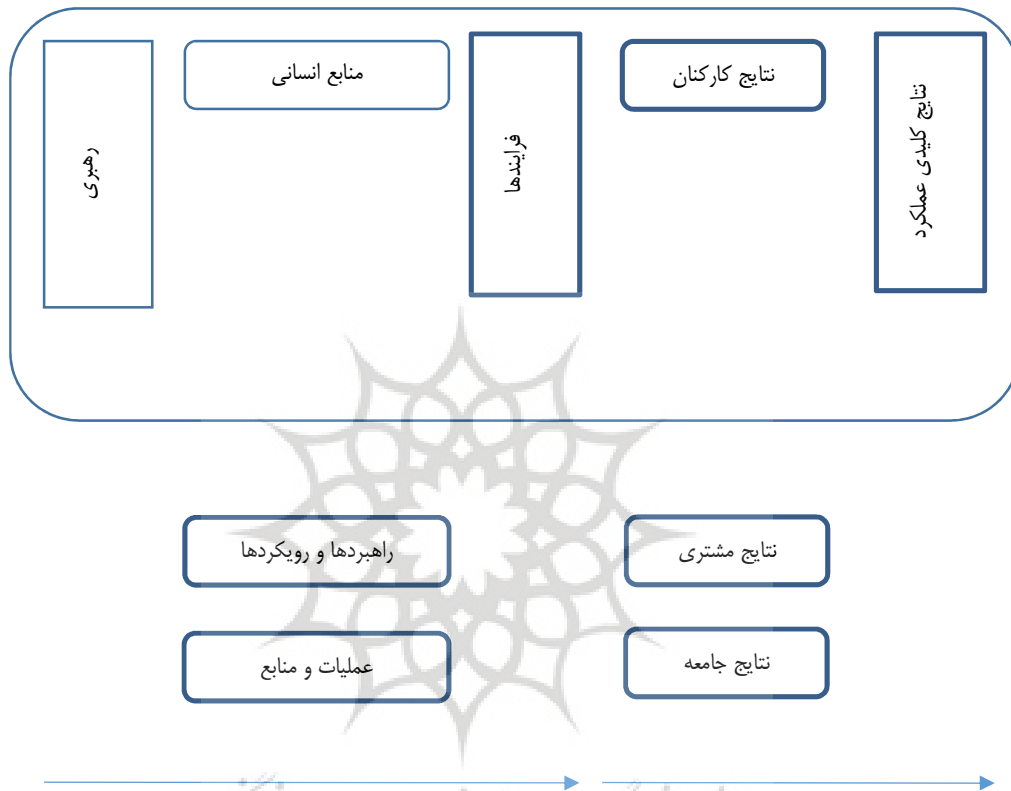 رهبری
منابع انسانی
فرایندها
نتایج کارکنان
نتایج کلیدی عملکرد
راهبردها و رویکردها
نتایج مشتری
عملیات و منابع
نتایج جامعه